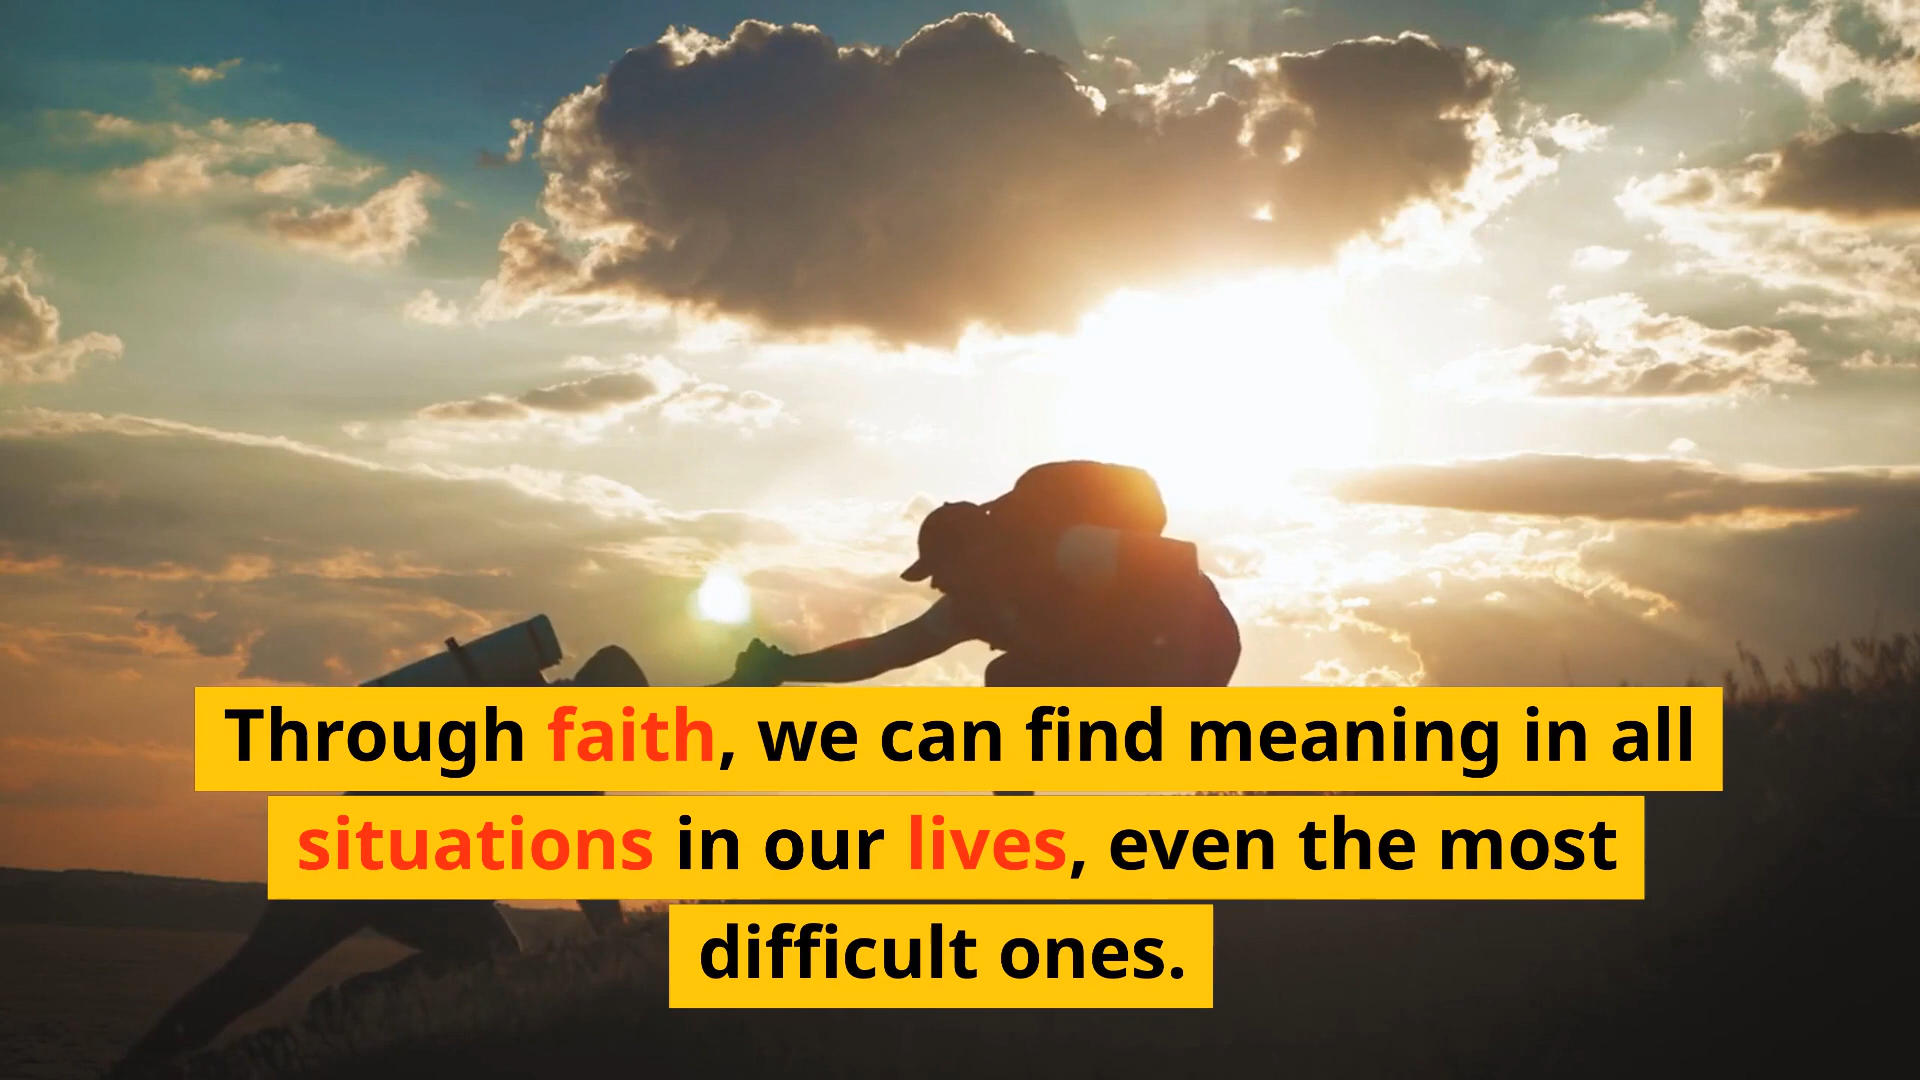 Through faith, we can find meaning in all
situations in our lives, even the most
difficult ones.